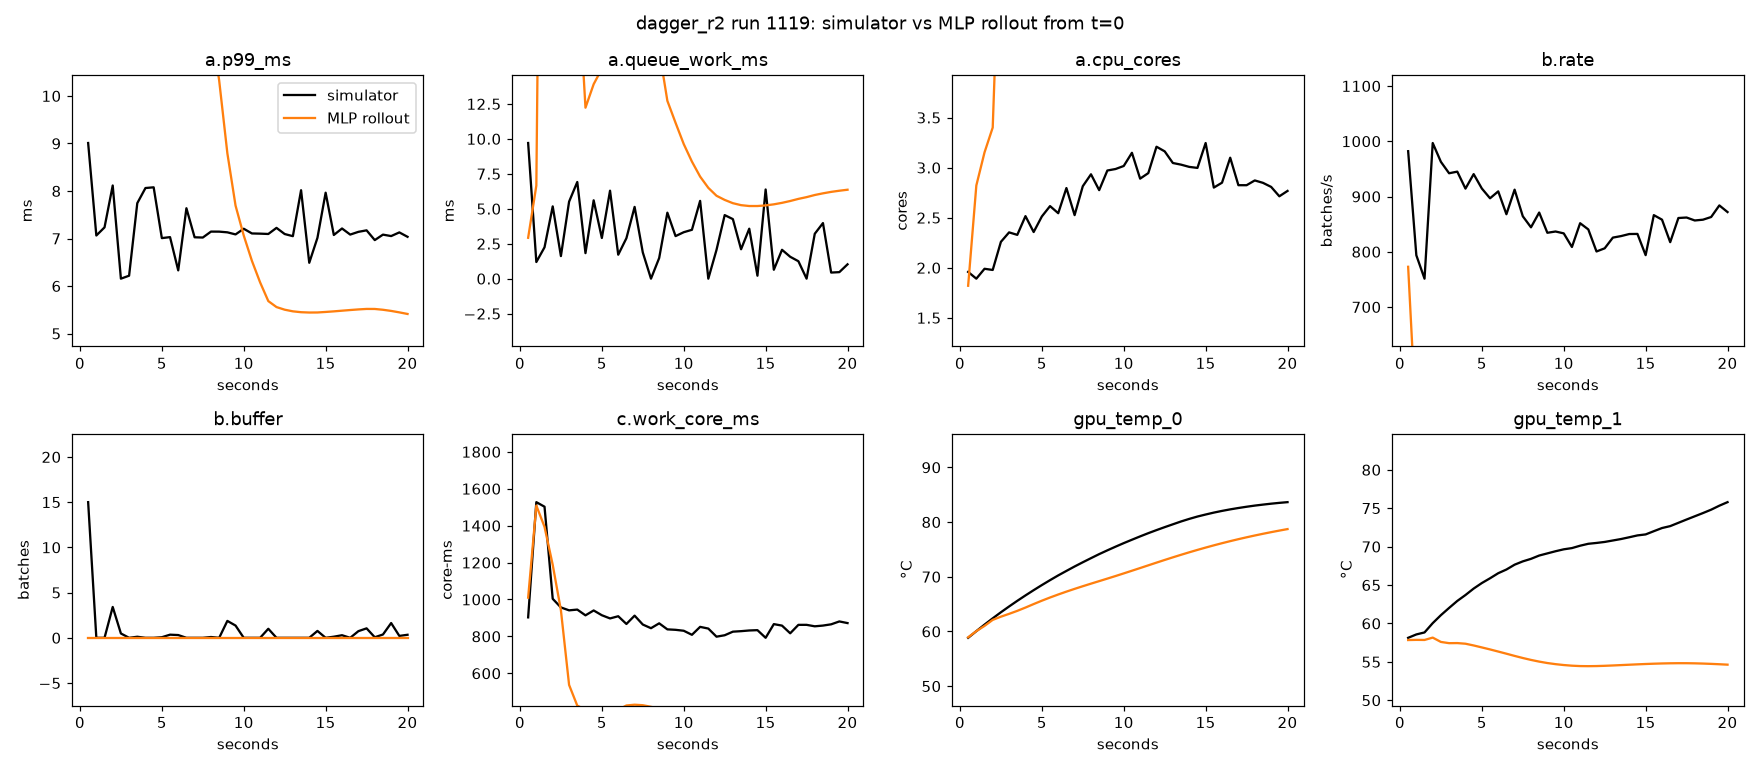 dagger_r2 run 1119: simulator vs MLP rollout from t=0
a.p99_ms
ms
10
9
8
7
6
5
0 5 10 15 20
seconds
simulator
MLP rollout
a.queue_work_ms
ms
12.5
10.0
7.5
5.0
2.5
0.0
−2.5
0 5 10 15 20
seconds
a.cpu_cores
cores
3.5
3.0
2.5
2.0
1.5
0 5 10 15 20
seconds
b.rate
batches/s
1100
1000
900
800
700
0 5 10 15 20
seconds
b.buffer
batches
20
15
10
5
0
−5
0 5 10 15 20
seconds
c.work_core_ms
core-ms
1800
1600
1400
1200
1000
800
600
0 5 10 15 20
seconds
gpu_temp_0
°C
90
80
70
60
50
0 5 10 15 20
seconds
gpu_temp_1
°C
80
75
70
65
60
55
50
0 5 10 15 20
seconds